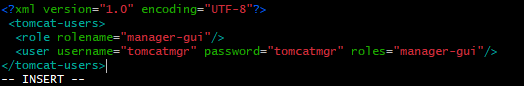 <?xml version="1.0" encoding="UTF-8"?>
<tomcat-users>
<role rolename="manager-gui"/>
<user username="tomcatmgr" password="tomcatmgr" roles="manager-gui"/>
</tomcat-users>
-- INSERT --